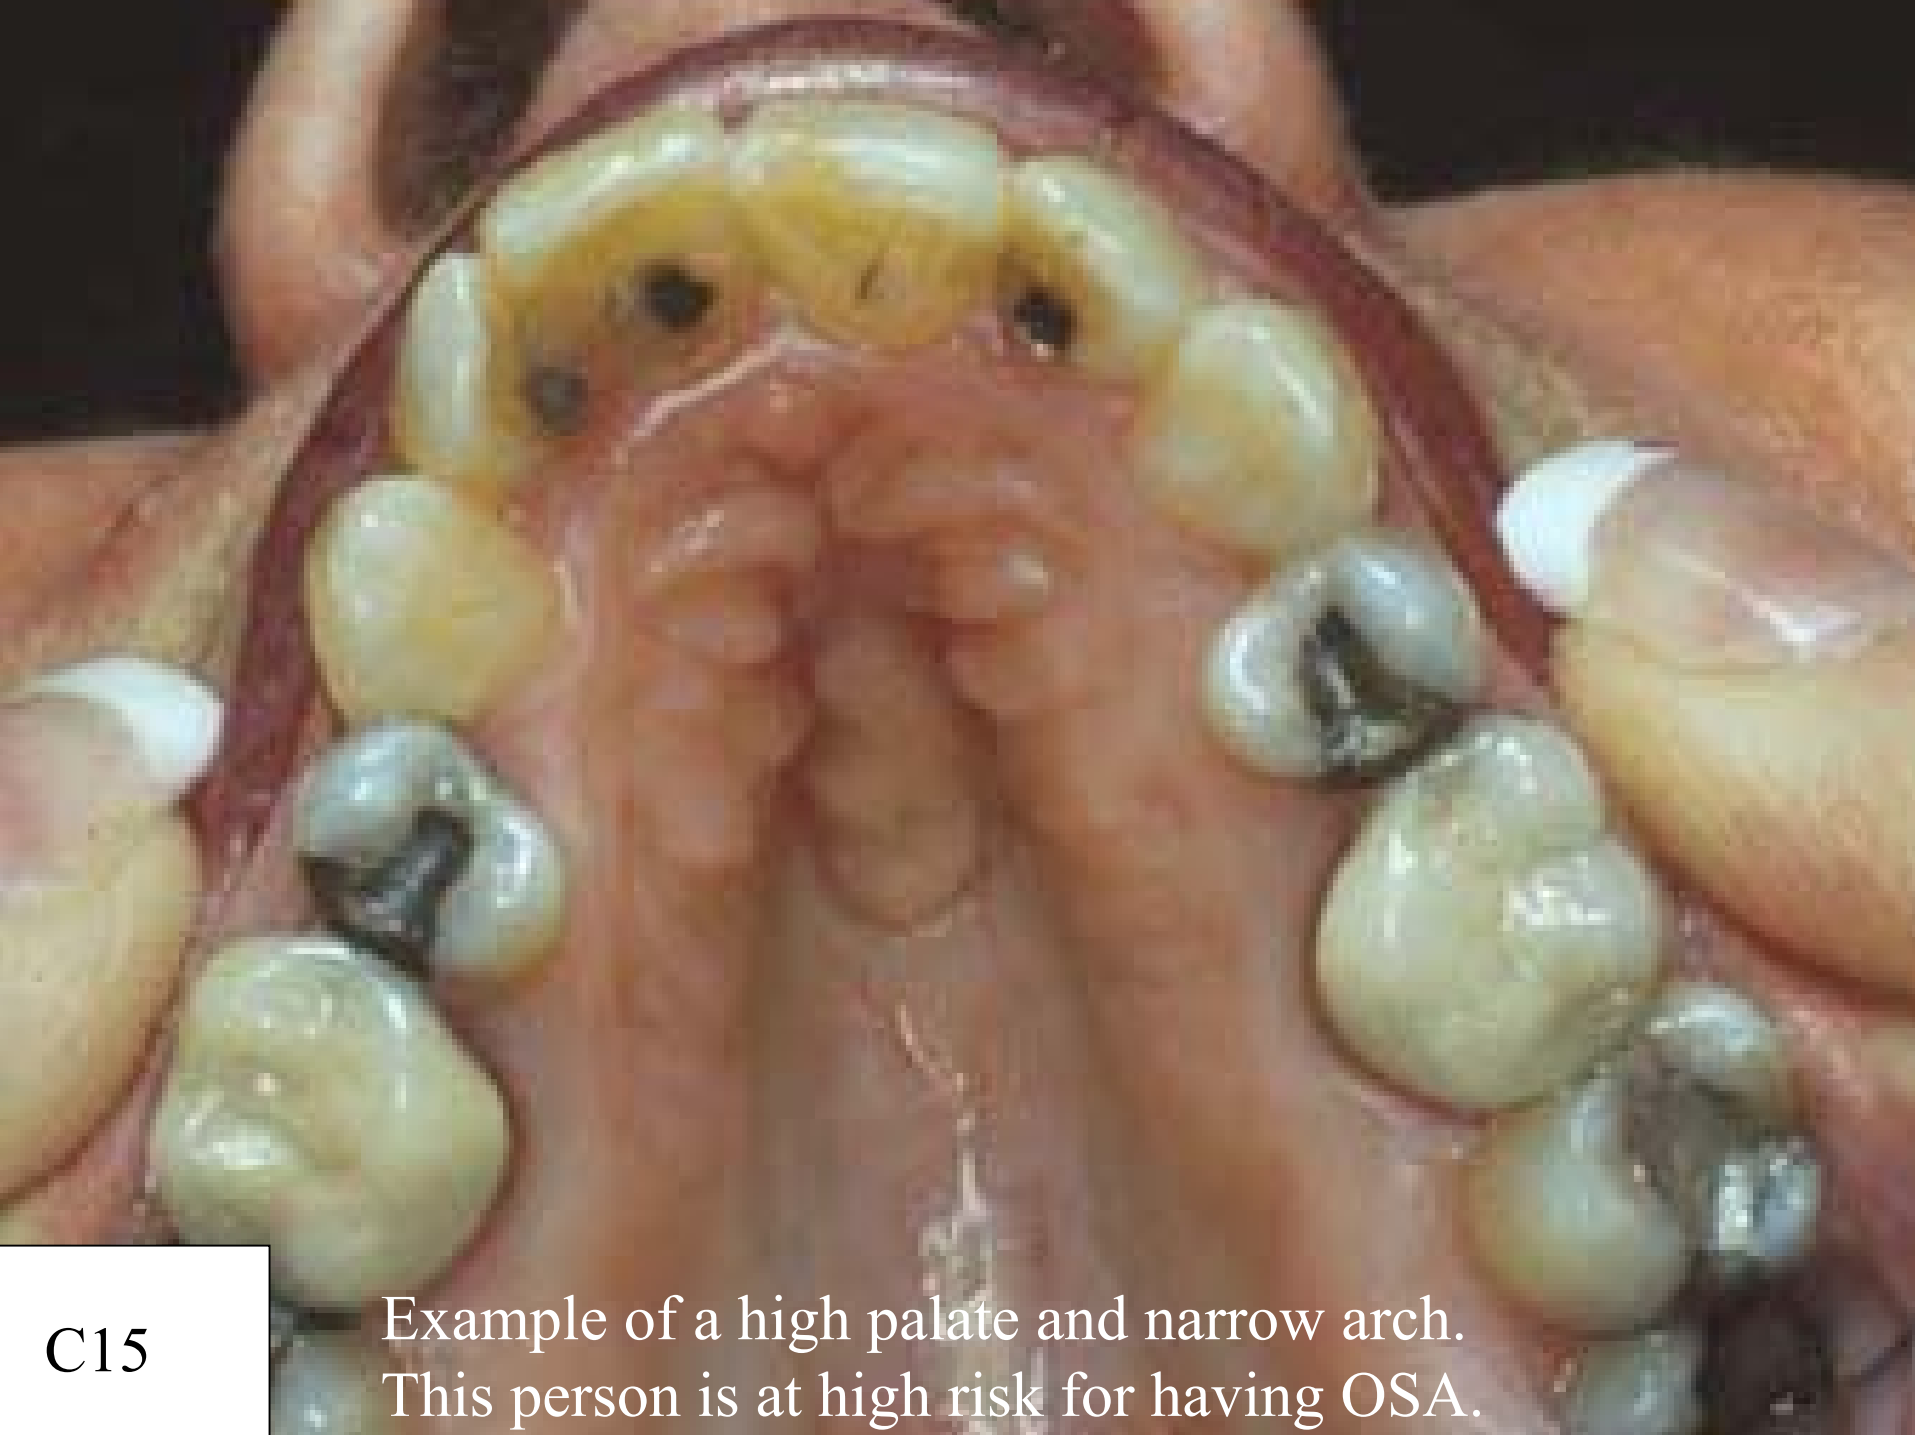 C15
Example of a high palate and narrow arch.
This person is at high risk for having OSA.